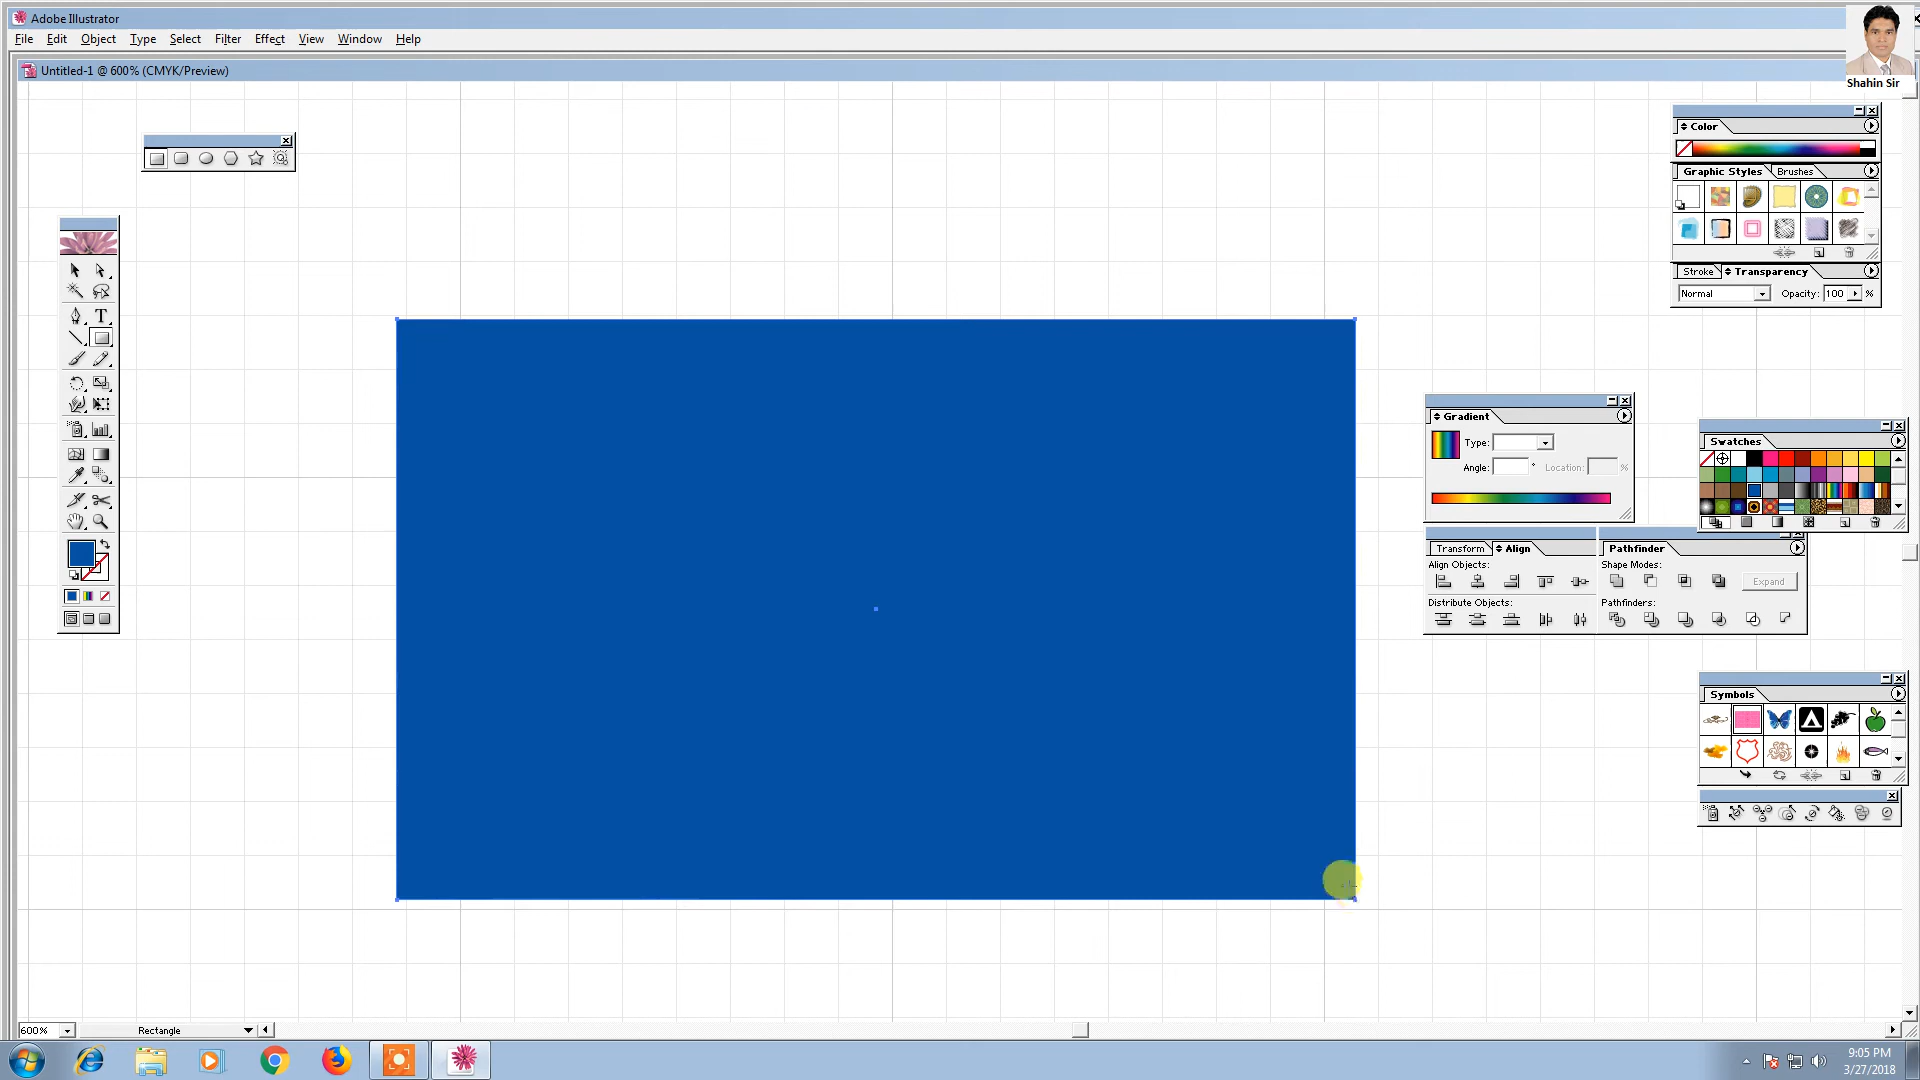 Adobe Illustrator
File Edit Object Type Select Filter Effect View Window Help
Shahin Sir
Untitled-1 @ 600% (CMYK/Preview)
Color
Graphic Styles Brushes
Stroke Transparency
Normal Opacity: 100 %
T
Gradient
Type:
Angle: ° Location: %
Swatches
Transform Align Pathfinder
Align Objects: Shape Modes:
Expand
Distribute Objects: Pathfinders:
Symbols
600% Rectangle
9:05 PM
3/27/2018